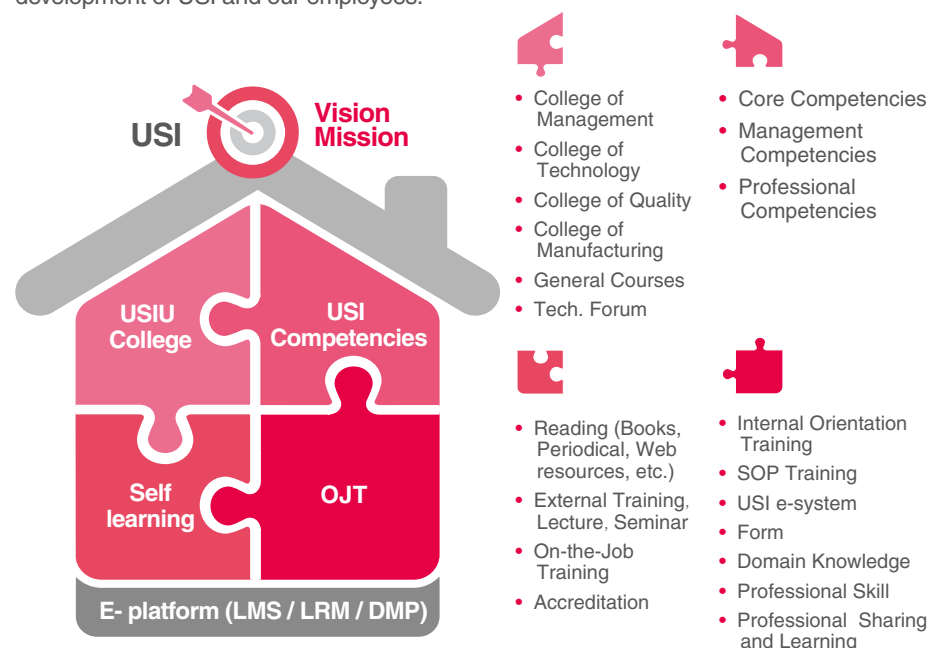 development of USI and our employees.
USI
Vision
Mission
USIU
College
USI
Competencies
Self
learning
OJT
E- platform (LMS / LRM / DMP)
• College of
Management
• College of
Technology
• College of Quality
• College of
Manufacturing
• General Courses
• Tech. Forum
• Core Competencies
• Management
Competencies
• Professional
Competencies
• Reading (Books,
Periodical, Web
resources, etc.)
• External Training,
Lecture, Seminar
• On-the-Job
Training
• Accreditation
• Internal Orientation
Training
• SOP Training
• USI e-system
• Form
• Domain Knowledge
• Professional Skill
• Professional Sharing
and Learning